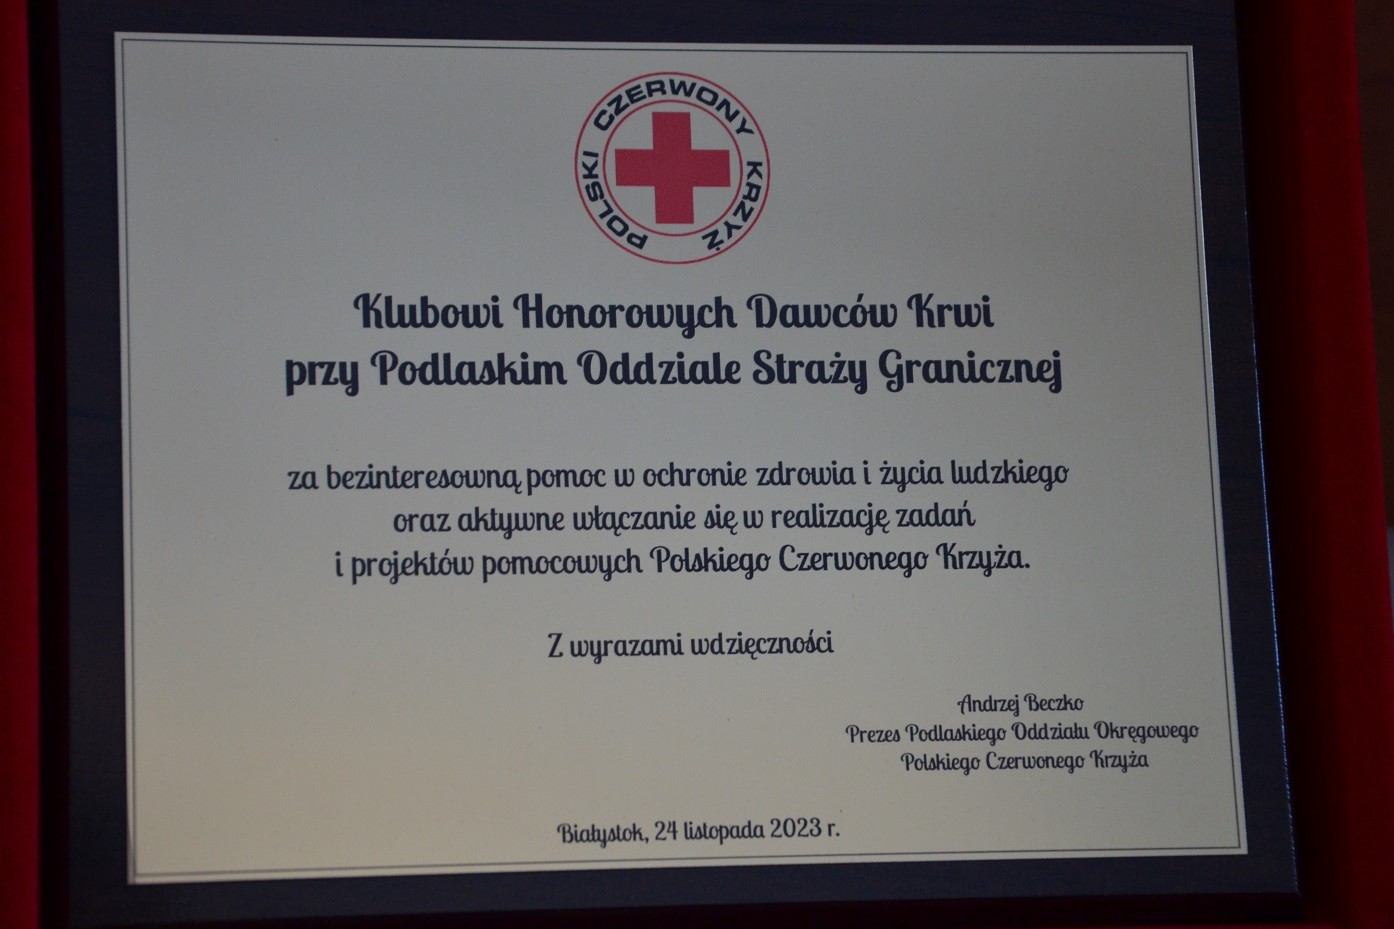 POLSKI CZERWONY KRZYŻ
Klubowi Honorowych Dawców Krwi
przy Podlaskim Oddziale Straży Granicznej
za bezinteresowną pomoc w ochronie zdrowia i życia ludzkiego
oraz aktywne włączanie się w realizację zadań
i projektów pomocowych Polskiego Czerwonego Krzyża.
Z wyrazami wdzięczności
Andrzej Beczko
Prezes Podlaskiego Oddziału Okręgowego
Polskiego Czerwonego Krzyża
Białystok, 24 listopada 2023 r.